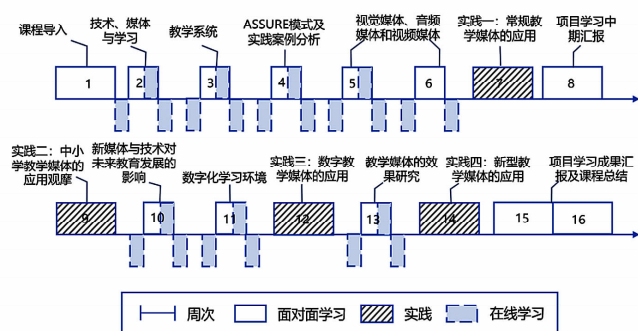 课程导入
技术、媒体
与学习
教学系统
ASSURE模式及
实践案例分析
视觉媒体、音频
媒体和视频媒体
实践一：常规教
学媒体的应用
项目学习中
期汇报
1
2
3
4
5
6
7
8
实践二：中小
学教学媒体的
应用观摩
新媒体与技术对
未来教育发展的
影响
数字化学习环境
实践三：数字教
学媒体的应用
教学媒体的效
果研究
实践四：新型教
学媒体的应用
项目学习成果汇
报及课程总结
9
10
11
12
13
14
15
16
周次
面对面学习
实践
在线学习